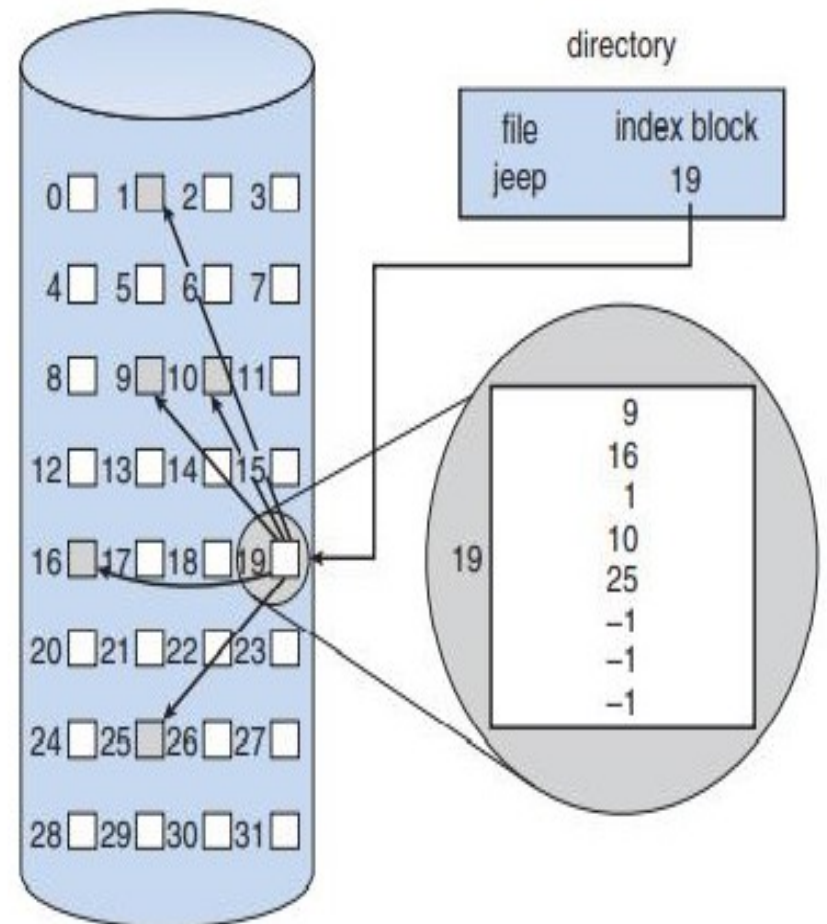 directory
file index block
jeep 19
0 1 2 3
4 5 6 7
8 9 10 11
12 13 14 15
16 17 18 19
20 21 22 23
24 25 26 27
28 29 30 31
19
9
16
1
10
25
–1
–1
–1